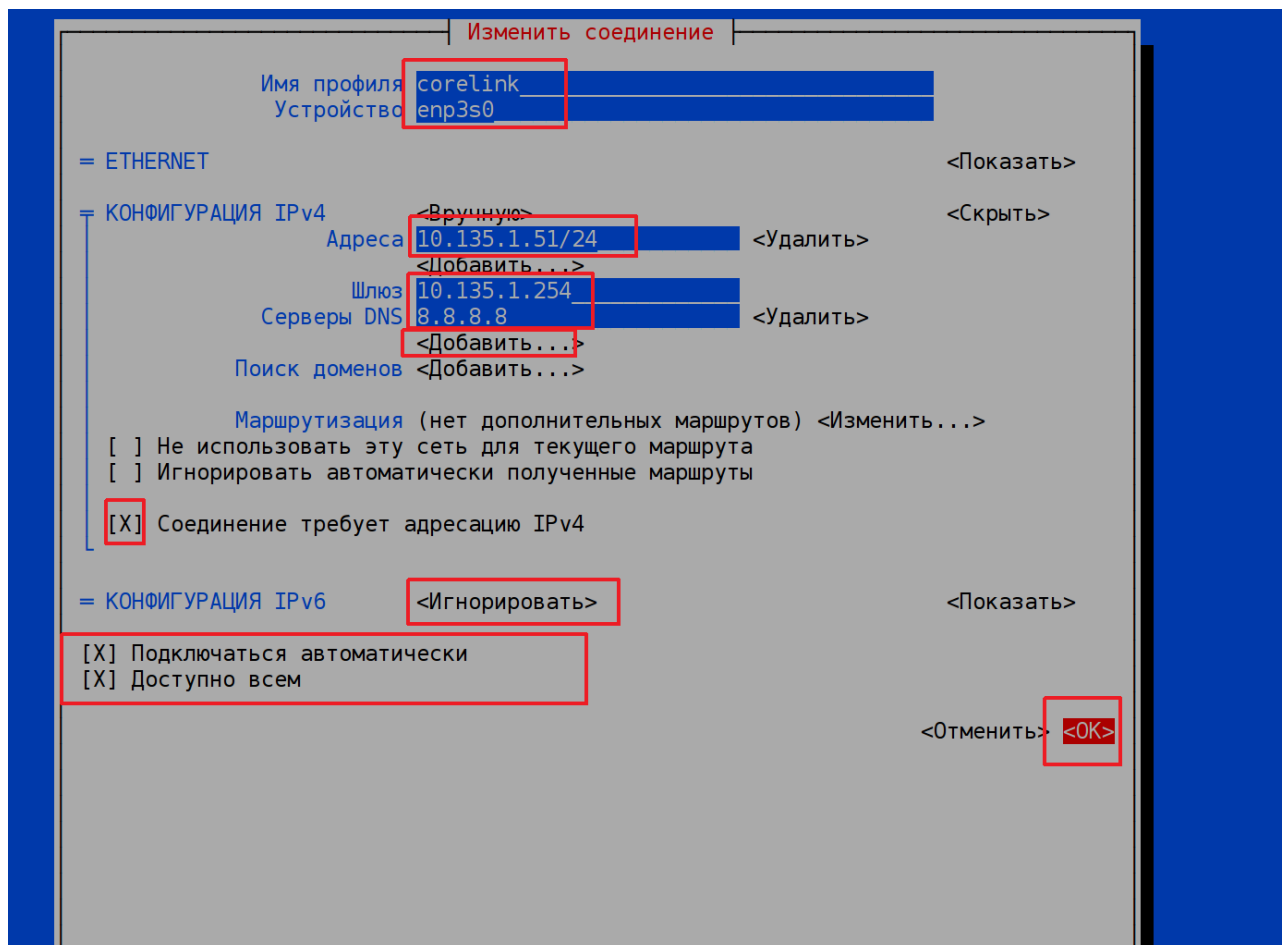 Изменить соединение
Имя профиля corelink
Устройство enp3s0
= ETHERNET <Показать>
= КОНФИГУРАЦИЯ IPv4 <Вручную> <Скрыть>
Адреса 10.135.1.51/24 <Удалить>
<Добавить...>
Шлюз 10.135.1.254
Серверы DNS 8.8.8.8 <Удалить>
<Добавить...>
Поиск доменов <Добавить...>
Маршрутизация (нет дополнительных маршрутов) <Изменить...>
[ ] Не использовать эту сеть для текущего маршрута
[ ] Игнорировать автоматически полученные маршруты
[X] Соединение требует адресацию IPv4
= КОНФИГУРАЦИЯ IPv6 <Игнорировать> <Показать>
[X] Подключаться автоматически
[X] Доступно всем
<Отменить> <OK>